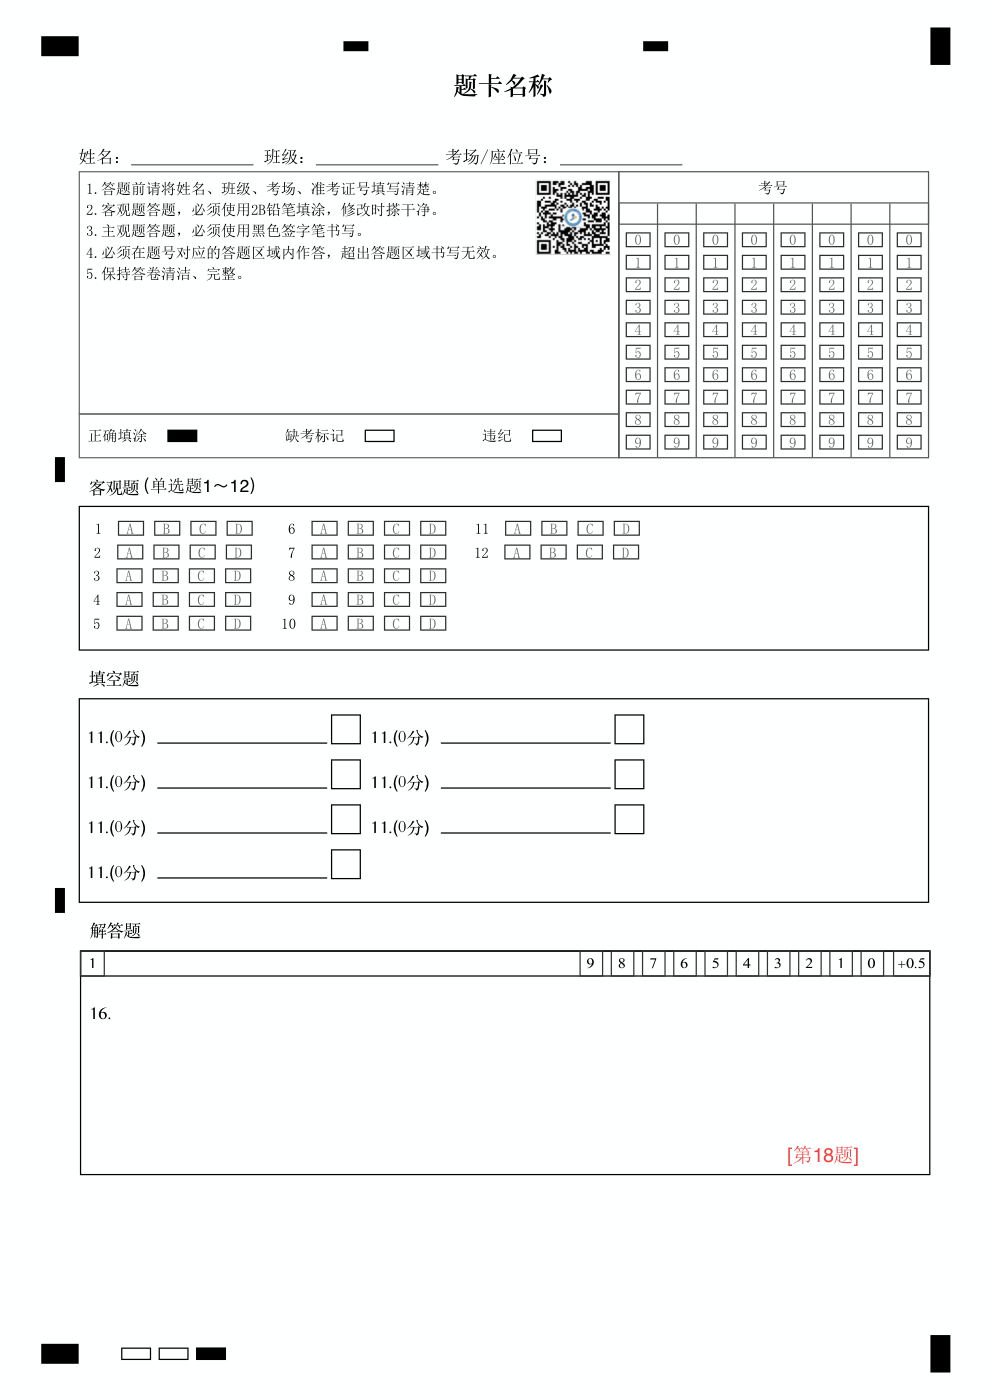 题卡名称
姓名： 班级： 考场/座位号：
1.答题前请将姓名、班级、考场、准考证号填写清楚。
2.客观题答题，必须使用2B铅笔填涂，修改时搽干净。
3.主观题答题，必须使用黑色签字笔书写。
4.必须在题号对应的答题区域内作答，超出答题区域书写无效。
5.保持答卷清洁、完整。
正确填涂 缺考标记 违纪
考号
0 0 0 0 0 0 0 0
1 1 1 1 1 1 1 1
2 2 2 2 2 2 2 2
3 3 3 3 3 3 3 3
4 4 4 4 4 4 4 4
5 5 5 5 5 5 5 5
6 6 6 6 6 6 6 6
7 7 7 7 7 7 7 7
8 8 8 8 8 8 8 8
9 9 9 9 9 9 9 9
客观题 (单选题1～12)
1 A B C D 6 A B C D 11 A B C D
2 A B C D 7 A B C D 12 A B C D
3 A B C D 8 A B C D
4 A B C D 9 A B C D
5 A B C D 10 A B C D
填空题
11.(0分) 11.(0分)
11.(0分) 11.(0分)
11.(0分) 11.(0分)
11.(0分)
解答题
1 9 8 7 6 5 4 3 2 1 0 +0.5
16.
[第18题]